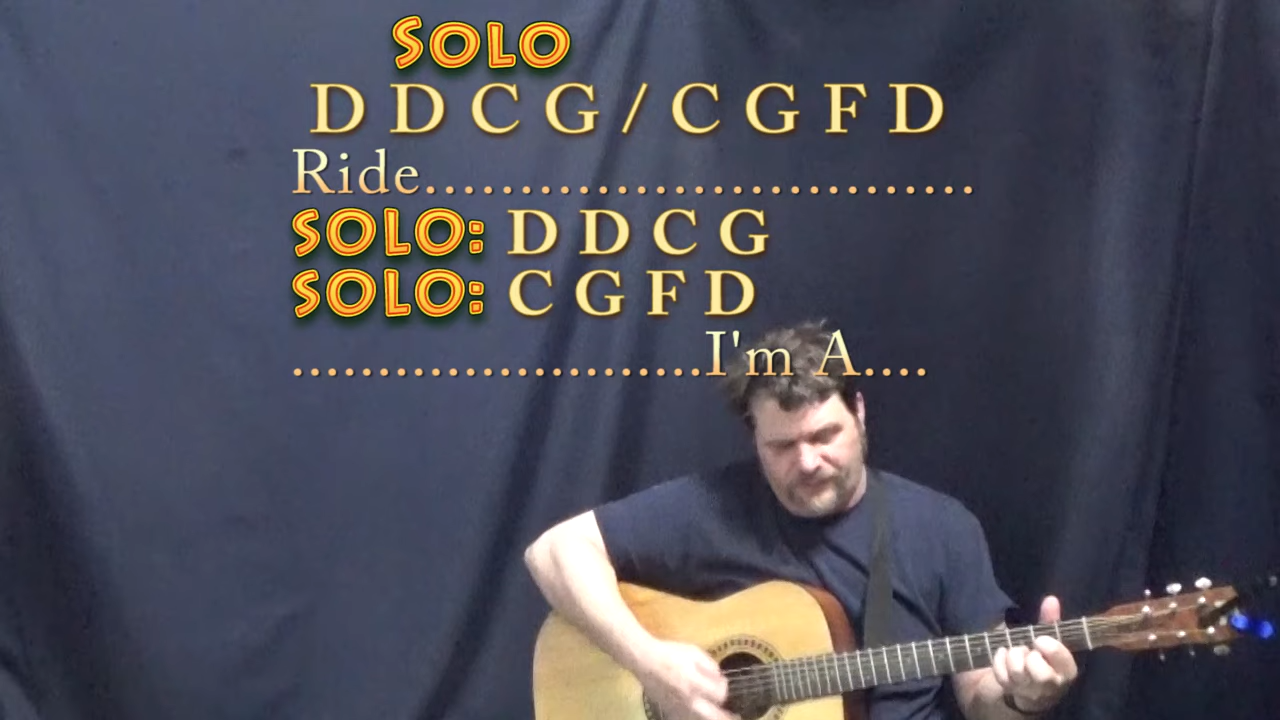 SOLO
D D C G / C G F D
Ride.............................
SOLO: D D C G
SOLO: C G F D
........................I'm A....